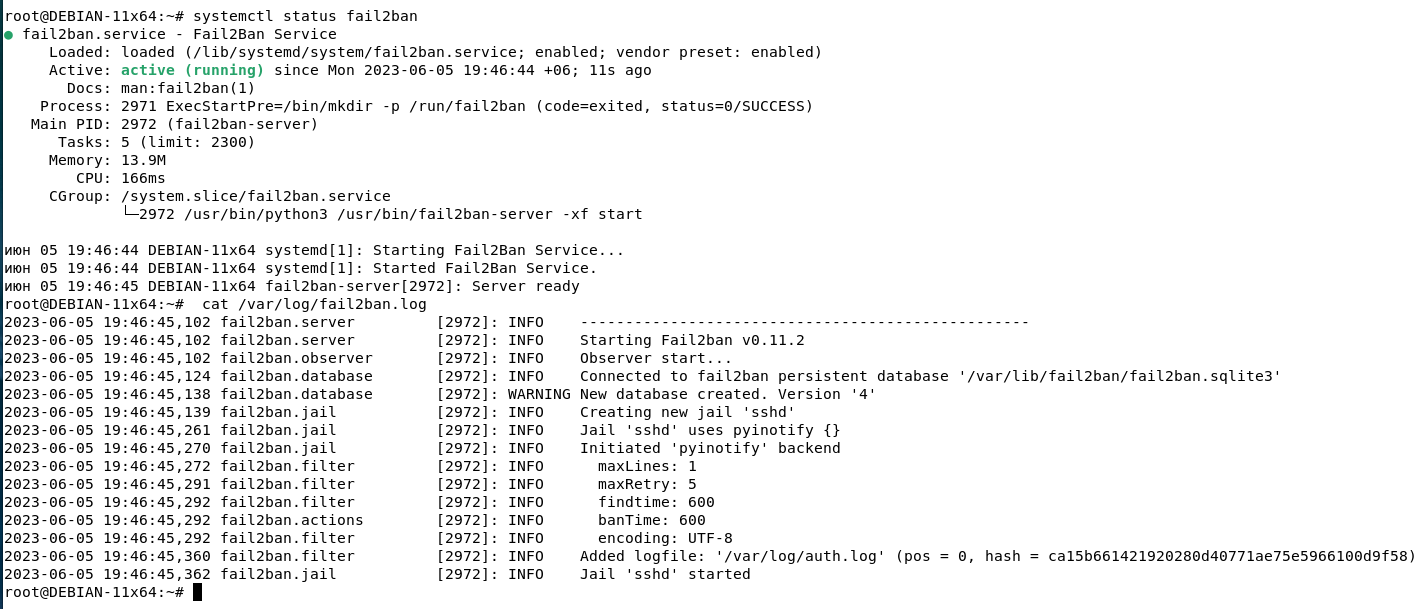 root@DEBIAN-11x64:~# systemctl status fail2ban
● fail2ban.service - Fail2Ban Service
     Loaded: loaded (/lib/systemd/system/fail2ban.service; enabled; vendor preset: enabled)
     Active: active (running) since Mon 2023-06-05 19:46:44 +06; 11s ago
       Docs: man:fail2ban(1)
    Process: 2971 ExecStartPre=/bin/mkdir -p /run/fail2ban (code=exited, status=0/SUCCESS)
   Main PID: 2972 (fail2ban-server)
      Tasks: 5 (limit: 2300)
     Memory: 13.9M
        CPU: 166ms
     CGroup: /system.slice/fail2ban.service
             └─2972 /usr/bin/python3 /usr/bin/fail2ban-server -xf start

июн 05 19:46:44 DEBIAN-11x64 systemd[1]: Starting Fail2Ban Service...
июн 05 19:46:44 DEBIAN-11x64 systemd[1]: Started Fail2Ban Service.
июн 05 19:46:45 DEBIAN-11x64 fail2ban-server[2972]: Server ready
root@DEBIAN-11x64:~#  cat /var/log/fail2ban.log
2023-06-05 19:46:45,102 fail2ban.server         [2972]: INFO    --------------------------------------------------
2023-06-05 19:46:45,102 fail2ban.server         [2972]: INFO    Starting Fail2ban v0.11.2
2023-06-05 19:46:45,102 fail2ban.observer       [2972]: INFO    Observer start...
2023-06-05 19:46:45,124 fail2ban.database       [2972]: INFO    Connected to fail2ban persistent database '/var/lib/fail2ban/fail2ban.sqlite3'
2023-06-05 19:46:45,138 fail2ban.database       [2972]: WARNING New database created. Version '4'
2023-06-05 19:46:45,139 fail2ban.jail           [2972]: INFO    Creating new jail 'sshd'
2023-06-05 19:46:45,261 fail2ban.jail           [2972]: INFO    Jail 'sshd' uses pyinotify {}
2023-06-05 19:46:45,270 fail2ban.jail           [2972]: INFO    Initiated 'pyinotify' backend
2023-06-05 19:46:45,272 fail2ban.filter         [2972]: INFO      maxLines: 1
2023-06-05 19:46:45,291 fail2ban.filter         [2972]: INFO      maxRetry: 5
2023-06-05 19:46:45,292 fail2ban.filter         [2972]: INFO      findtime: 600
2023-06-05 19:46:45,292 fail2ban.actions        [2972]: INFO      banTime: 600
2023-06-05 19:46:45,292 fail2ban.filter         [2972]: INFO      encoding: UTF-8
2023-06-05 19:46:45,360 fail2ban.filter         [2972]: INFO    Added logfile: '/var/log/auth.log' (pos = 0, hash = ca15b661421920280d40771ae75e5966100d9f58)
2023-06-05 19:46:45,362 fail2ban.jail           [2972]: INFO    Jail 'sshd' started
root@DEBIAN-11x64:~#